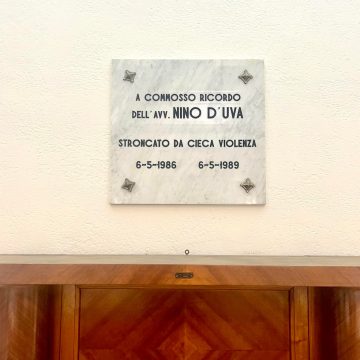 A COMMOSSO RICORDO
DELL'AVV. NINO D'UVA
STRONCATO DA CIECA VIOLENZA
6-5-1986 6-5-1989